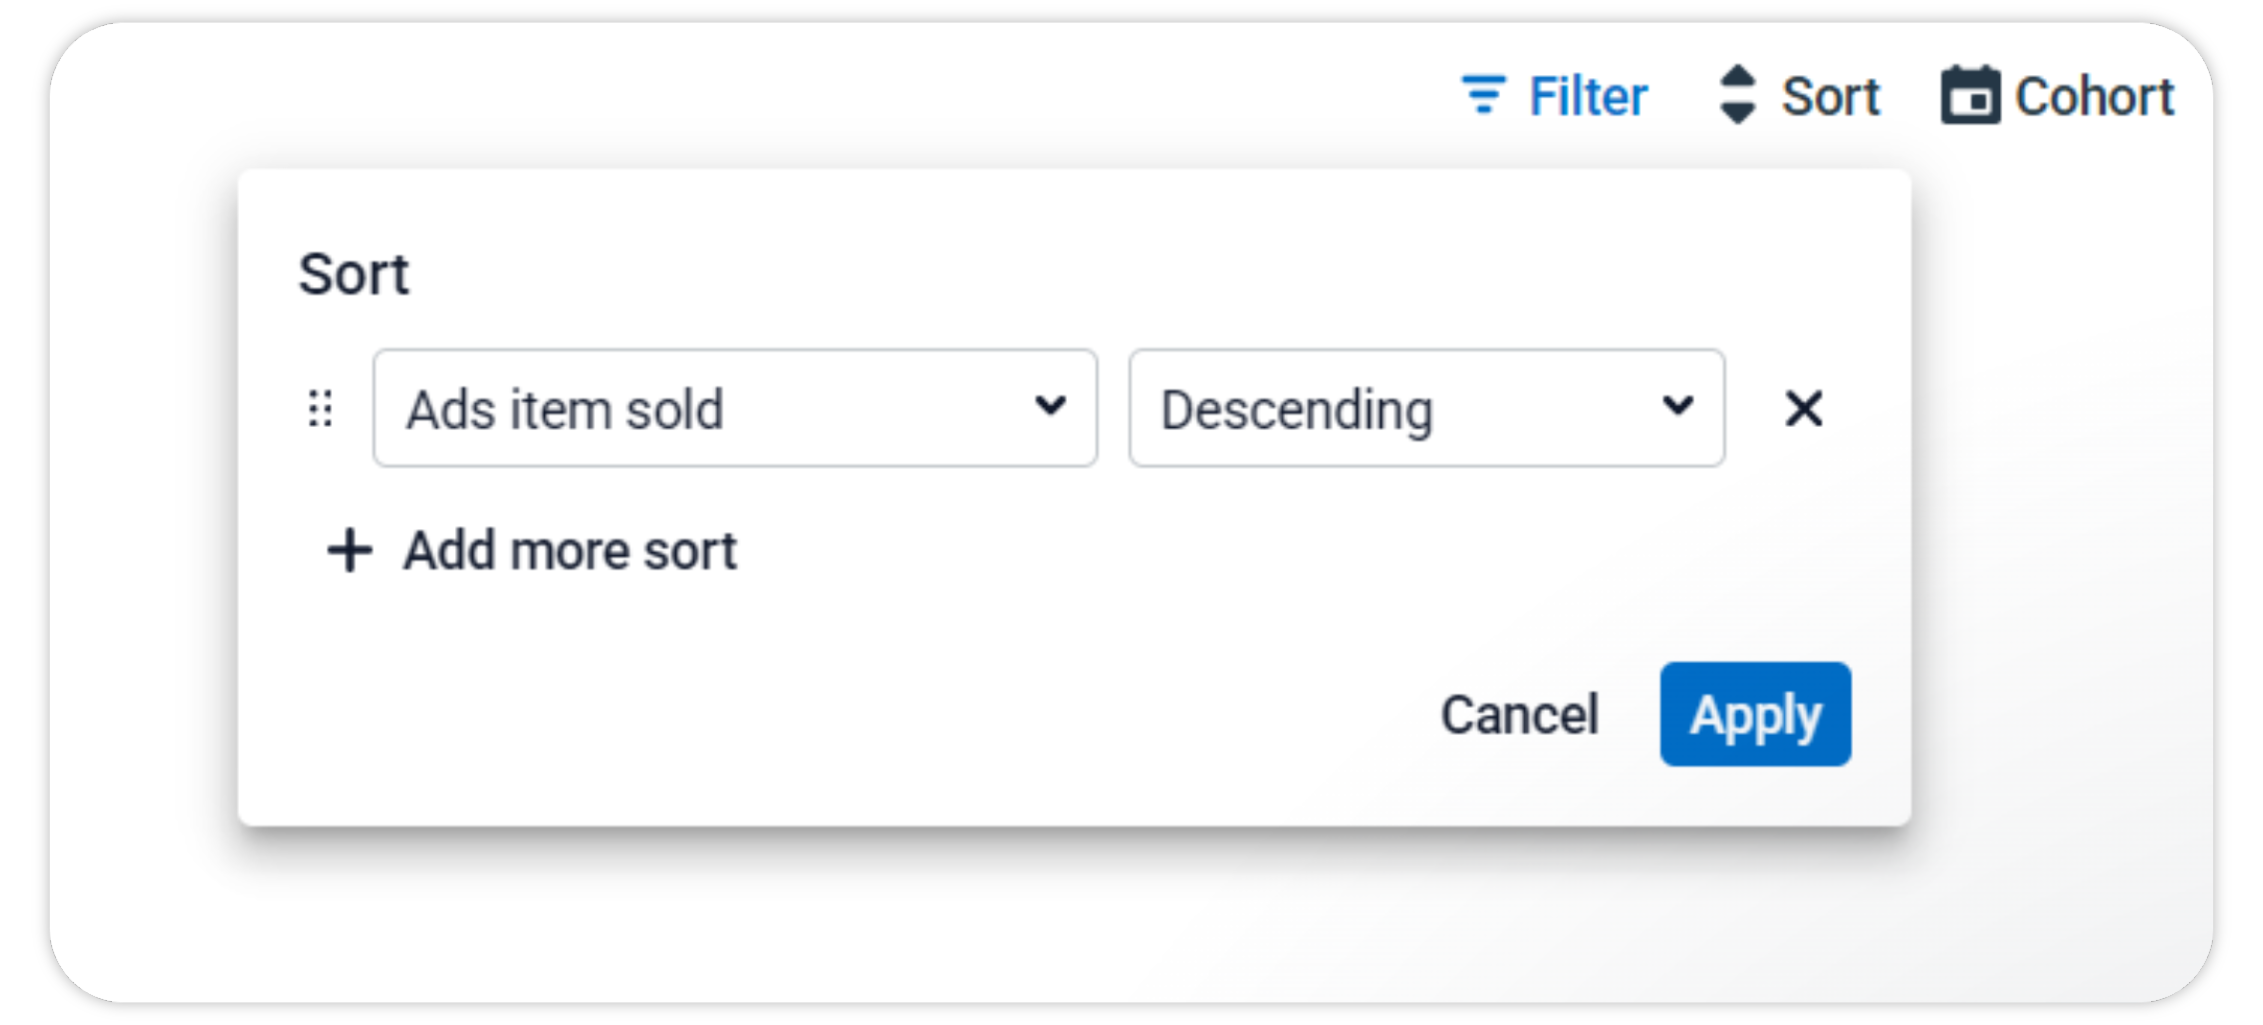 Filter Sort Cohort
Sort
Ads item sold Descending
Add more sort
Cancel Apply